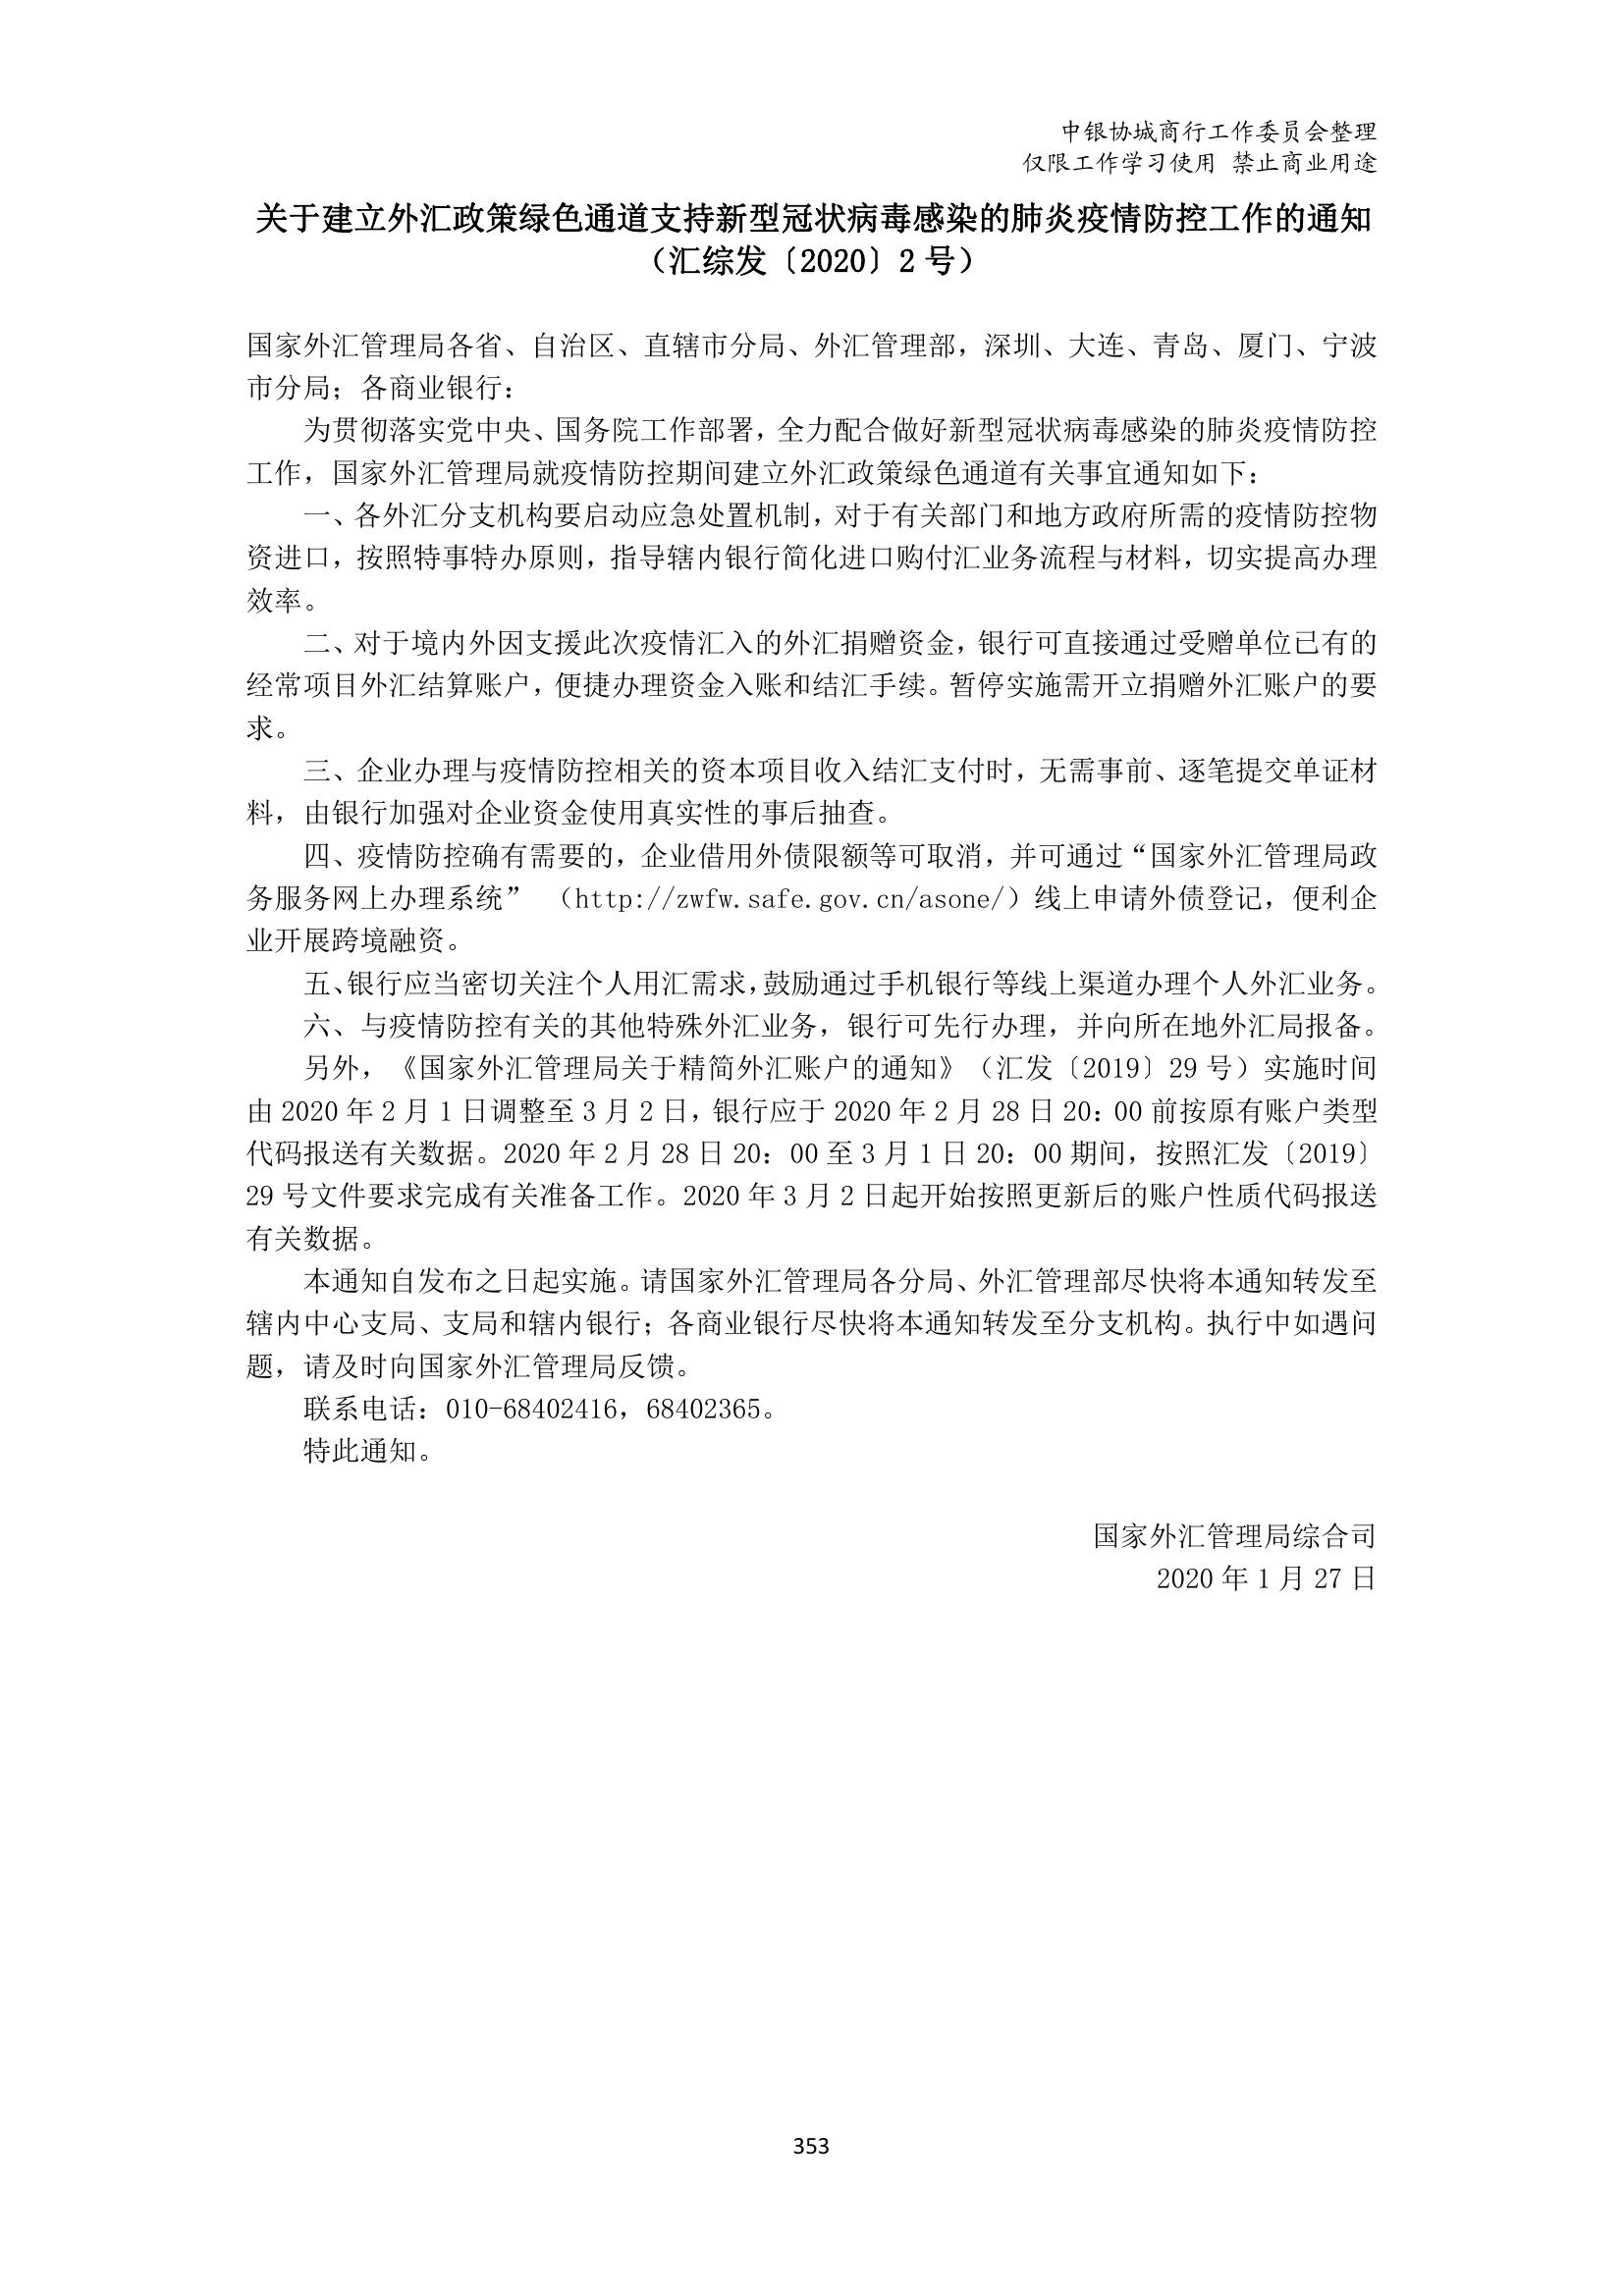 中银协城商行工作委员会整理
仅限工作学习使用 禁止商业用途
关于建立外汇政策绿色通道支持新型冠状病毒感染的肺炎疫情防控工作的通知
（汇综发〔2020〕2 号）
国家外汇管理局各省、自治区、直辖市分局、外汇管理部，深圳、大连、青岛、厦门、宁波
市分局；各商业银行：
为贯彻落实党中央、国务院工作部署，全力配合做好新型冠状病毒感染的肺炎疫情防控
工作，国家外汇管理局就疫情防控期间建立外汇政策绿色通道有关事宜通知如下：
一、各外汇分支机构要启动应急处置机制，对于有关部门和地方政府所需的疫情防控物
资进口，按照特事特办原则，指导辖内银行简化进口购付汇业务流程与材料，切实提高办理
效率。
二、对于境内外因支援此次疫情汇入的外汇捐赠资金，银行可直接通过受赠单位已有的
经常项目外汇结算账户，便捷办理资金入账和结汇手续。暂停实施需开立捐赠外汇账户的要
求。
三、企业办理与疫情防控相关的资本项目收入结汇支付时，无需事前、逐笔提交单证材
料，由银行加强对企业资金使用真实性的事后抽查。
四、疫情防控确有需要的，企业借用外债限额等可取消，并可通过“国家外汇管理局政
务服务网上办理系统” （http://zwfw.safe.gov.cn/asone/）线上申请外债登记，便利企
业开展跨境融资。
五、银行应当密切关注个人用汇需求，鼓励通过手机银行等线上渠道办理个人外汇业务。
六、与疫情防控有关的其他特殊外汇业务，银行可先行办理，并向所在地外汇局报备。
另外，《国家外汇管理局关于精简外汇账户的通知》（汇发〔2019〕29 号）实施时间
由 2020 年 2 月 1 日调整至 3 月 2 日，银行应于 2020 年 2 月 28 日 20：00 前按原有账户类型
代码报送有关数据。2020 年 2 月 28 日 20：00 至 3 月 1 日 20：00 期间，按照汇发〔2019〕
29 号文件要求完成有关准备工作。2020 年 3 月 2 日起开始按照更新后的账户性质代码报送
有关数据。
本通知自发布之日起实施。请国家外汇管理局各分局、外汇管理部尽快将本通知转发至
辖内中心支局、支局和辖内银行；各商业银行尽快将本通知转发至分支机构。执行中如遇问
题，请及时向国家外汇管理局反馈。
联系电话：010-68402416，68402365。
特此通知。
国家外汇管理局综合司
2020 年 1 月 27 日
353